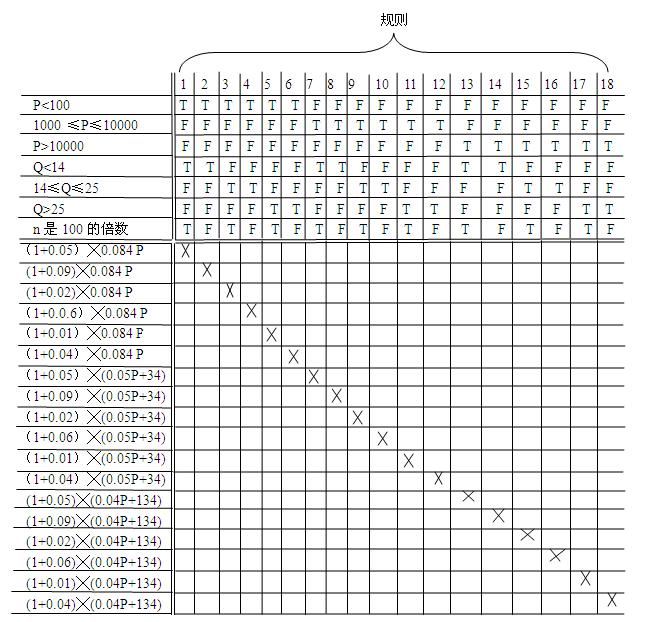 规则
1 2 3 4 5 6 7 8 9 10 11 12 13 14 15 16 17 18
P<100 T T T T T T F F F F F F F F F F F F
1000 ≤P≤10000 F F F F F F T T T T T T F F F F F F
P>10000 F F F F F F F F F F F F T T T T T T
Q<14 T T F F F F T T F F F F T T F F F F
14≤Q≤25 F F T T F F F F T T F F F F T T F F
Q>25 F F F F T T F F F F T T F F F F T T
n 是 100 的倍数 T F T F T F T F T F T F T F T F T F
(1+0.05）╳0.084 P ╳
(1+0.09)╳0.084 P ╳
(1+0.02)╳0.084 P ╳
（1+0.0.6）╳0.084 P ╳
（1+0.01）╳0.084 P ╳
（1+0.04）╳0.084 P ╳
（1+0.05）╳(0.05P+34) ╳
（1+0.09）╳(0.05P+34) ╳
（1+0.02）╳(0.05P+34) ╳
（1+0.06）╳(0.05P+34) ╳
（1+0.01）╳(0.05P+34) ╳
（1+0.04）╳(0.05P+34) ╳
(1+0.05)╳(0.04P+134) ╳
(1+0.09)╳(0.04P+134) ╳
(1+0.02)╳(0.04P+134) ╳
(1+0.06)╳(0.04P+134) ╳
(1+0.01)╳(0.04P+134) ╳
(1+0.04)╳(0.04P+134) ╳